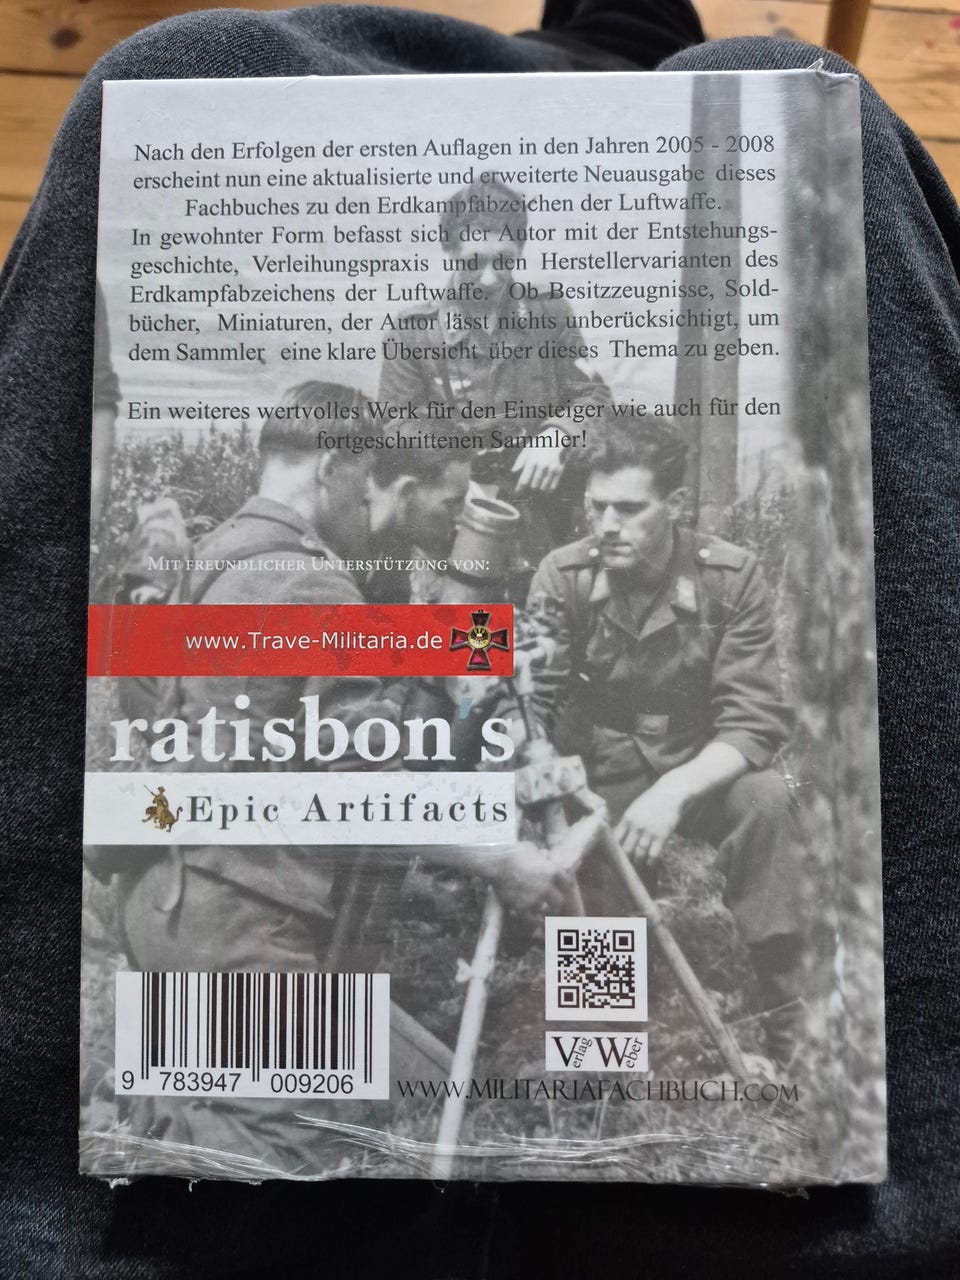 Nach den Erfolgen der ersten Auflagen in den Jahren 2005 - 2008
erscheint nun eine aktualisierte und erweiterte Neuausgabe dieses
Fachbuches zu den Erdkampfabzeichen der Luftwaffe.
In gewohnter Form befasst sich der Autor mit der Entstehungs-
geschichte, Verleihungspraxis und den Herstellervarianten des
Erdkampfabzeichens der Luftwaffe. Ob Besitzzeugnisse, Sold-
bücher, Miniaturen, der Autor lässt nichts unberücksichtigt, um
dem Sammler eine klare Übersicht über dieses Thema zu geben.
Ein weiteres wertvolles Werk für den Einsteiger wie auch für den
fortgeschrittenen Sammler!
Mit freundlicher Unterstützung von:
www.Trave-Militaria.de
ratisbon's
Epic Artifacts
Verlag Weber
9 783947 009206
www.Militariafachbuch.com